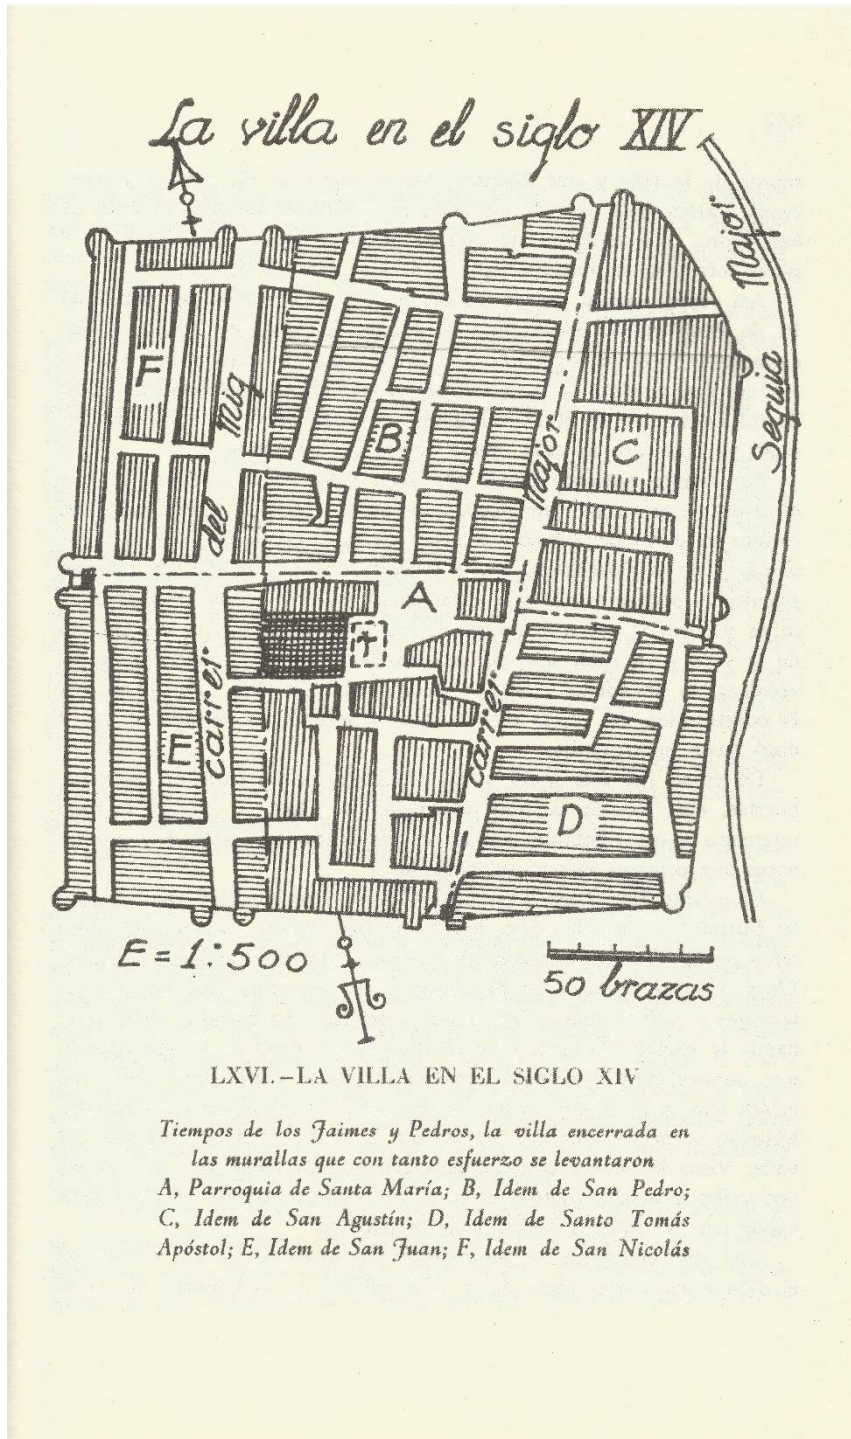 La villa en el siglo XIV
Sequia Major
F
B
C
carrer del Mig
carrer Major
A
E
D
E = 1:500
50 brazas
LXVI.–LA VILLA EN EL SIGLO XIV
Tiempos de los Jaimes y Pedros, la villa encerrada en
las murallas que con tanto esfuerzo se levantaron
A, Parroquia de Santa María; B, Idem de San Pedro;
C, Idem de San Agustín; D, Idem de Santo Tomás
Apóstol; E, Idem de San Juan; F, Idem de San Nicolás